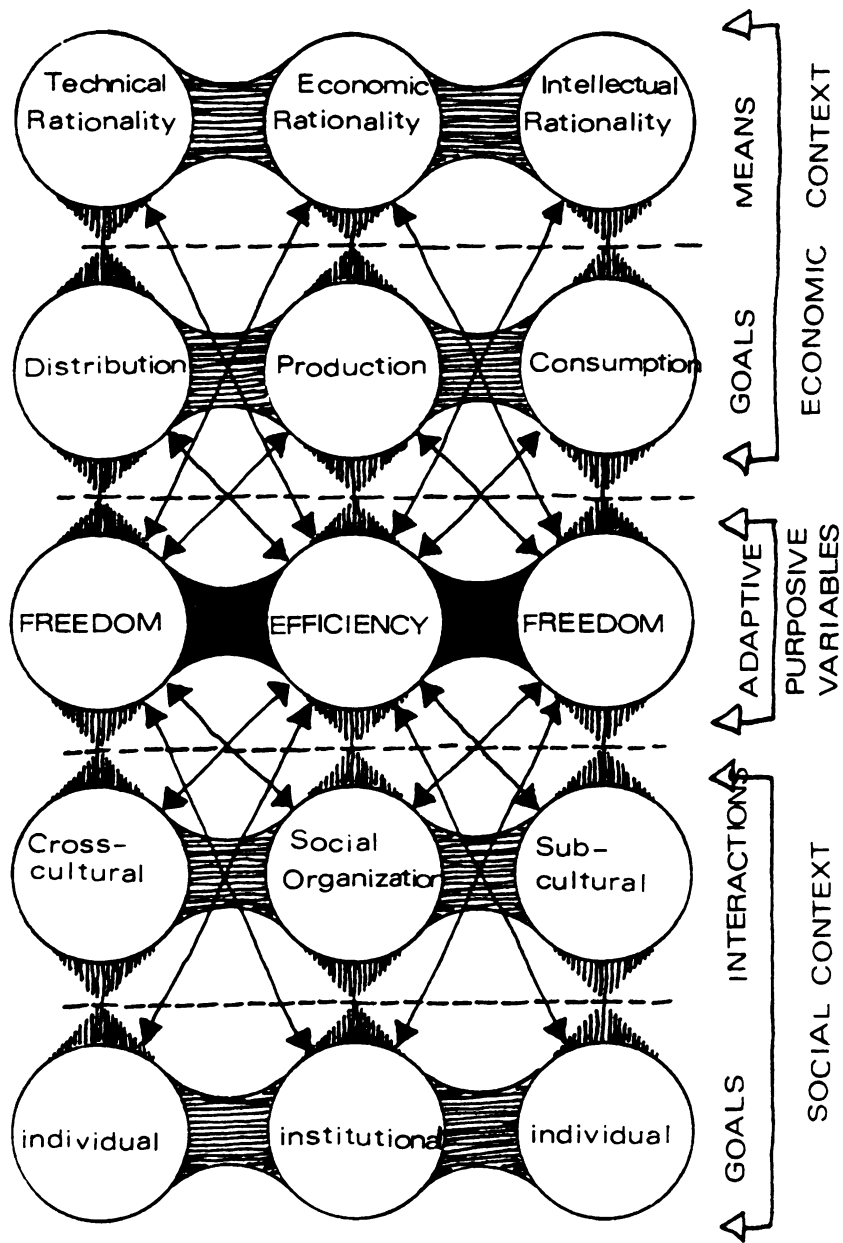 Technical
Rationality
Economic
Rationality
Intellectual
Rationality
Distribution
Production
Consumption
FREEDOM
EFFICIENCY
FREEDOM
Cross-
cultural
Social
Organization
Sub-
cultural
individual
institutional
individual
MEANS
GOALS
ECONOMIC CONTEXT
ADAPTIVE
PURPOSIVE
VARIABLES
INTERACTIONS
GOALS
SOCIAL CONTEXT